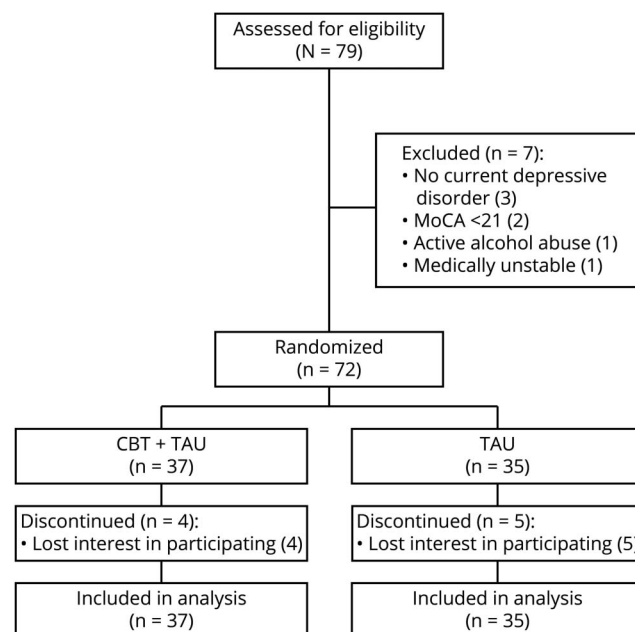 Assessed for eligibility
(N = 79)
Excluded (n = 7):
• No current depressive
disorder (3)
• MoCA <21 (2)
• Active alcohol abuse (1)
• Medically unstable (1)
Randomized
(n = 72)
CBT + TAU
(n = 37)
TAU
(n = 35)
Discontinued (n = 4):
• Lost interest in participating (4)
Discontinued (n = 5):
• Lost interest in participating (5)
Included in analysis
(n = 37)
Included in analysis
(n = 35)